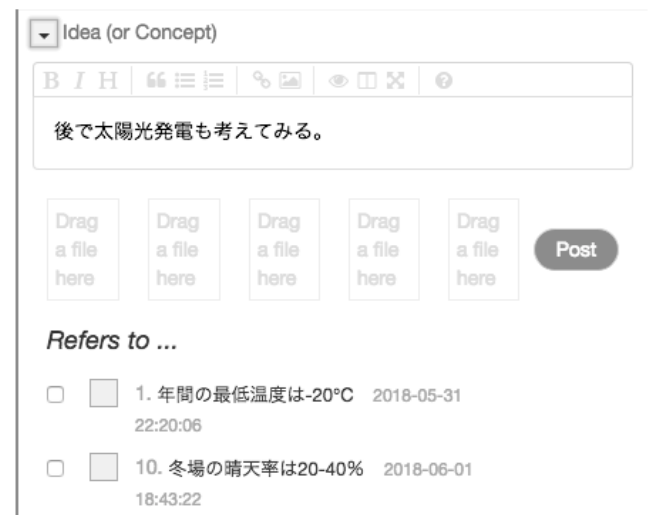 Idea (or Concept)
B I H
後で太陽光発電も考えてみる。
Drag Drag Drag Drag Drag
a file a file a file a file a file
here here here here here
Post
Refers to ...
1. 年間の最低温度は-20°C 2018-05-31
22:20:06
10. 冬場の晴天率は20-40% 2018-06-01
18:43:22